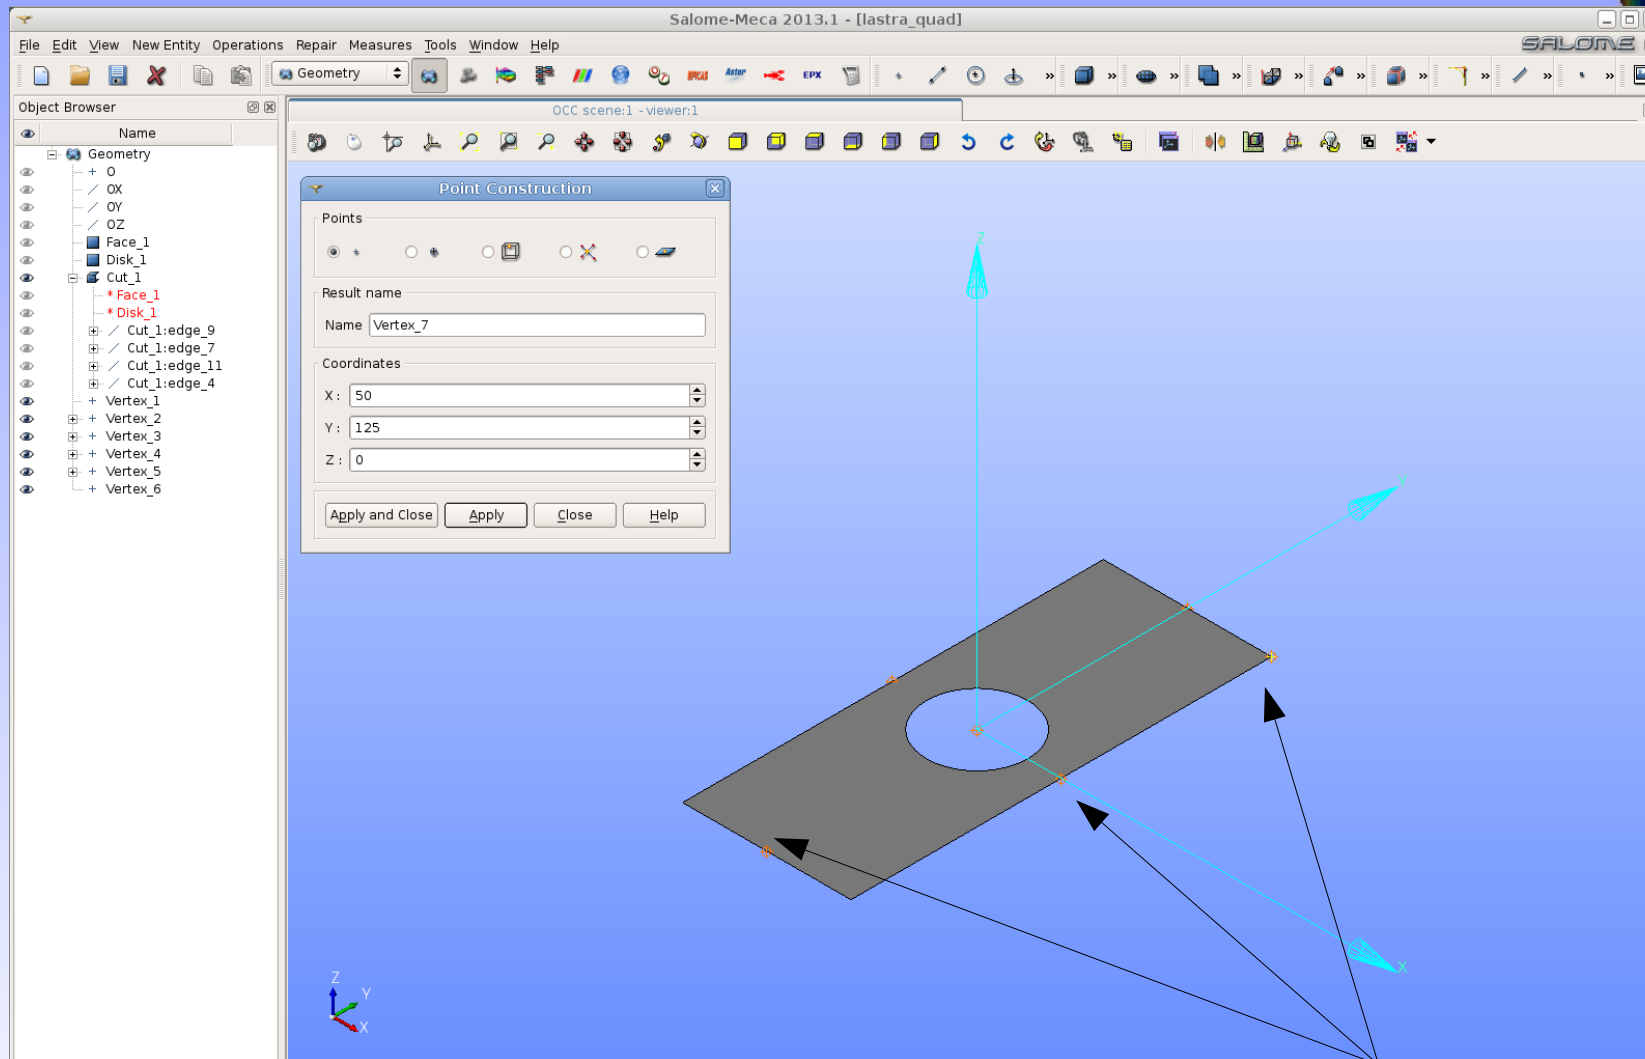 Salome-Meca 2013.1 - [lastra_quad]
File Edit View New Entity Operations Repair Measures Tools Window Help
SALOME
Geometry
EFICAS Aster EPX
Object Browser
OCC scene:1 - viewer:1
Name
Geometry
O
OX
OY
OZ
Face_1
Disk_1
Cut_1
* Face_1
* Disk_1
Cut_1:edge_9
Cut_1:edge_7
Cut_1:edge_11
Cut_1:edge_4
Vertex_1
Vertex_2
Vertex_3
Vertex_4
Vertex_5
Vertex_6
Point Construction
Points
Result name
Name Vertex_7
Coordinates
X: 50
Y: 125
Z: 0
Apply and Close Apply Close Help
Z
Y
X
Z
Y
X